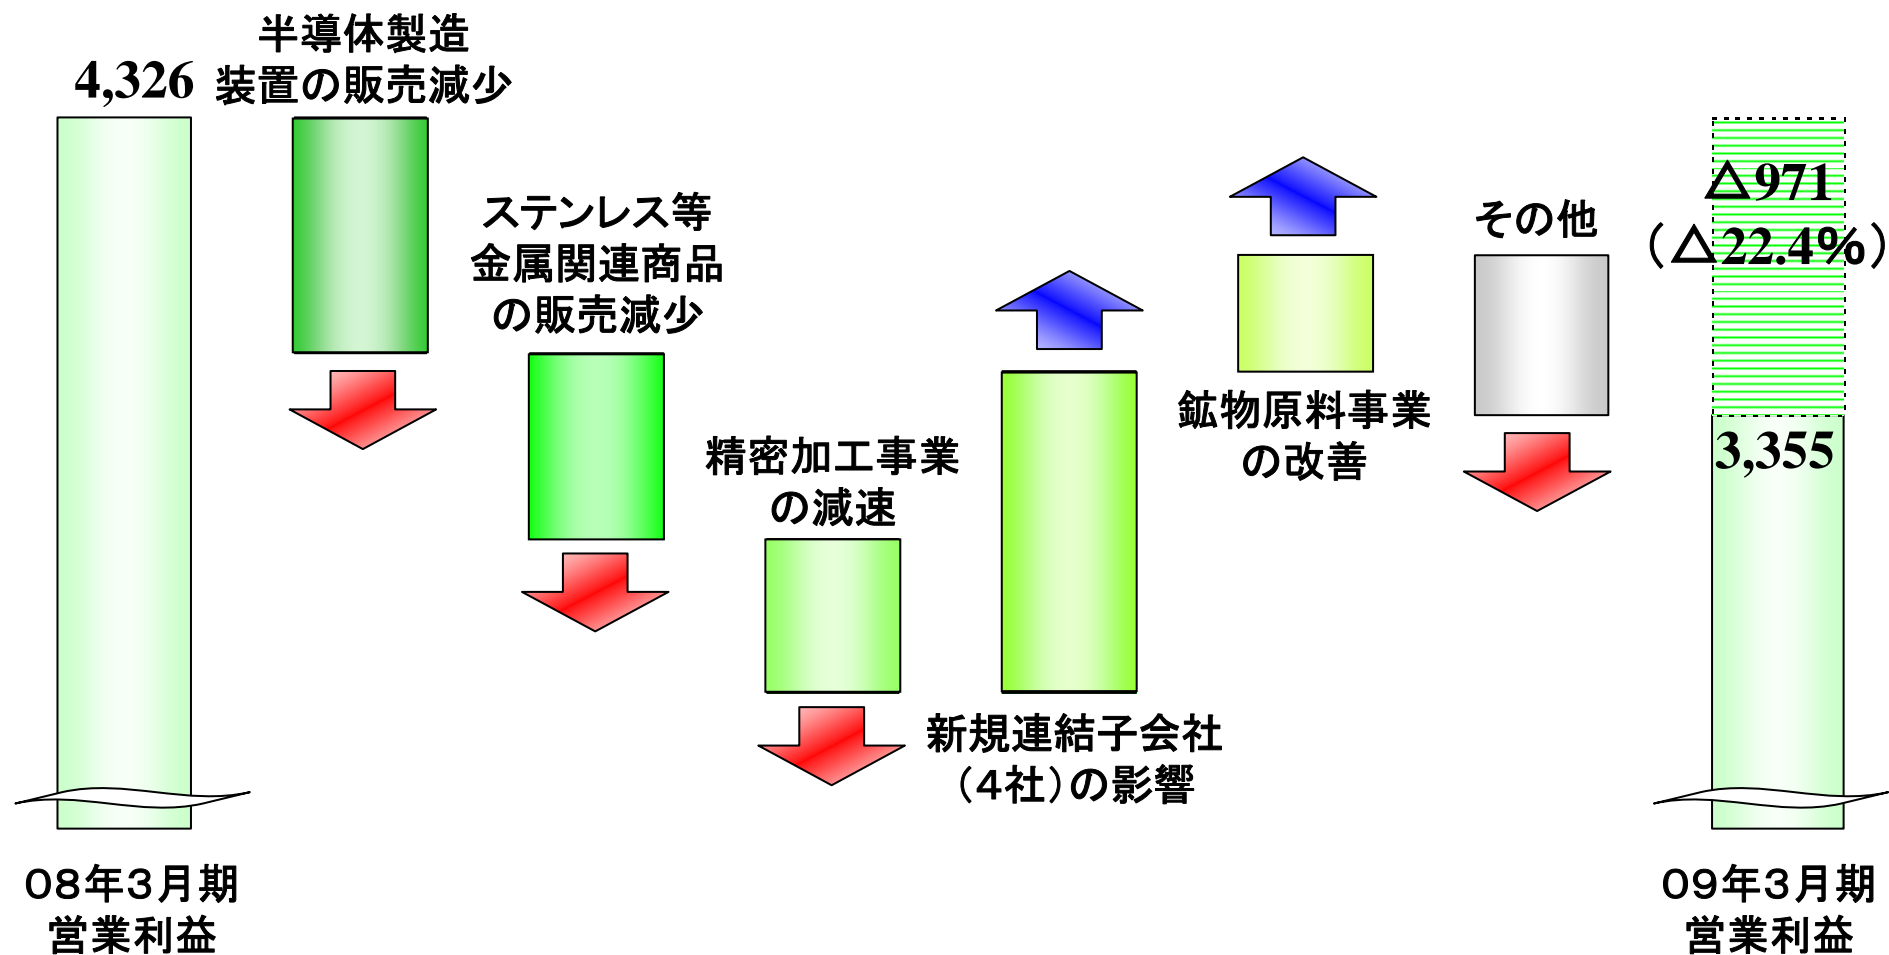 4,326
半導体製造
装置の販売減少
ステンレス等
金属関連商品
の販売減少
精密加工事業
の減速
新規連結子会社
（４社）の影響
鉱物原料事業
の改善
その他
△971
（△22.4％）
3,355
０８年３月期
営業利益
０９年３月期
営業利益